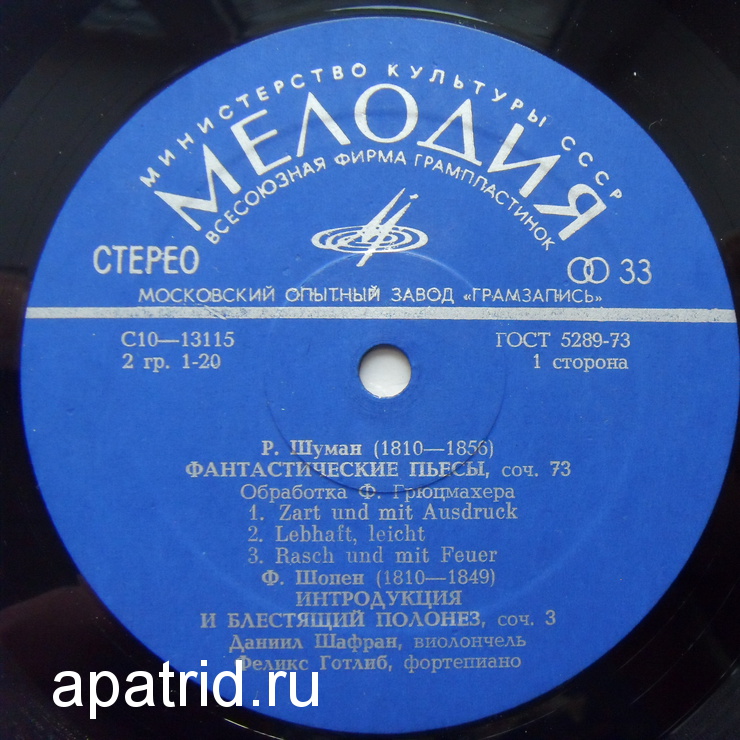 МИНИСТЕРСТВО КУЛЬТУРЫ СССР
МЕЛОДИЯ
ВСЕСОЮЗНАЯ ФИРМА ГРАМПЛАСТИНОК
СТЕРЕО
33
МОСКОВСКИЙ ОПЫТНЫЙ ЗАВОД «ГРАМЗАПИСЬ»
С10—13115
ГОСТ 5289-73
2 гр. 1-20
1 сторона
Р. Шуман (1810—1856)
ФАНТАСТИЧЕСКИЕ ПЬЕСЫ, соч. 73
Обработка Ф. Грюцмахера
1. Zart und mit Ausdruck
2. Lebhaft, leicht
3. Rasch und mit Feuer
Ф. Шопен (1810—1849)
ИНТРОДУКЦИЯ
И БЛЕСТЯЩИЙ ПОЛОНЕЗ, соч. 3
Даниил Шафран, виолончель
Феликс Готлиб, фортепиано
apatrid.ru